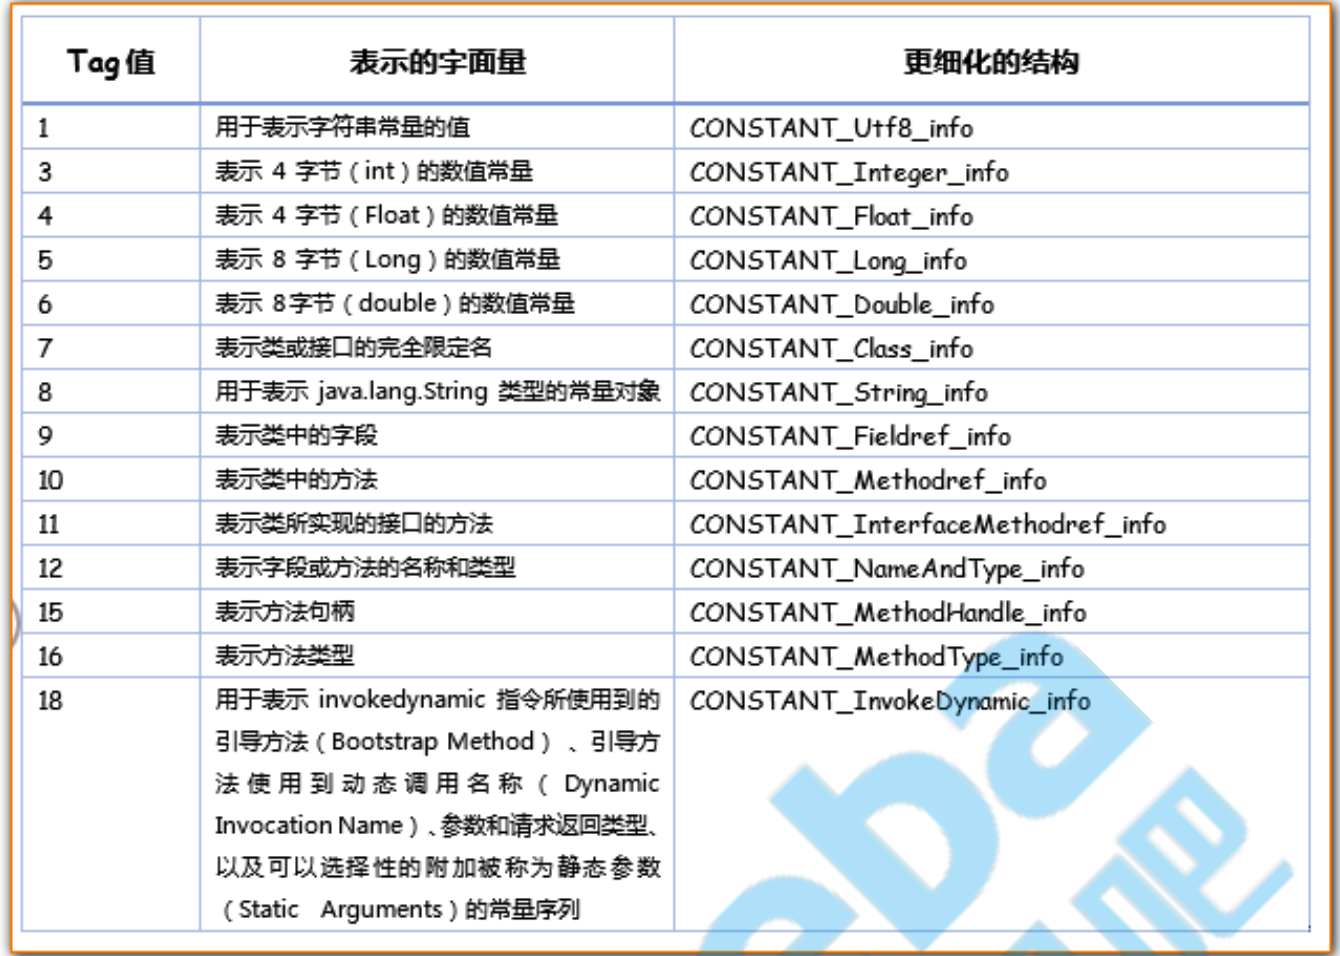 Tag值 表示的字面量 更细化的结构
1 用于表示字符串常量的值 CONSTANT_Utf8_info
3 表示 4 字节（int）的数值常量 CONSTANT_Integer_info
4 表示 4 字节（Float）的数值常量 CONSTANT_Float_info
5 表示 8 字节（Long）的数值常量 CONSTANT_Long_info
6 表示 8字节（double）的数值常量 CONSTANT_Double_info
7 表示类或接口的完全限定名 CONSTANT_Class_info
8 用于表示 java.lang.String 类型的常量对象 CONSTANT_String_info
9 表示类中的字段 CONSTANT_Fieldref_info
10 表示类中的方法 CONSTANT_Methodref_info
11 表示类所实现的接口的方法 CONSTANT_InterfaceMethodref_info
12 表示字段或方法的名称和类型 CONSTANT_NameAndType_info
15 表示方法句柄 CONSTANT_MethodHandle_info
16 表示方法类型 CONSTANT_MethodType_info
18 用于表示 invokedynamic 指令所使用到的 CONSTANT_InvokeDynamic_info
引导方法（Bootstrap Method）、引导方
法使用到动态调用名称（Dynamic
Invocation Name）、参数和请求返回类型、
以及可以选择性的附加被称为静态参数
（Static Arguments）的常量序列
eba
吧